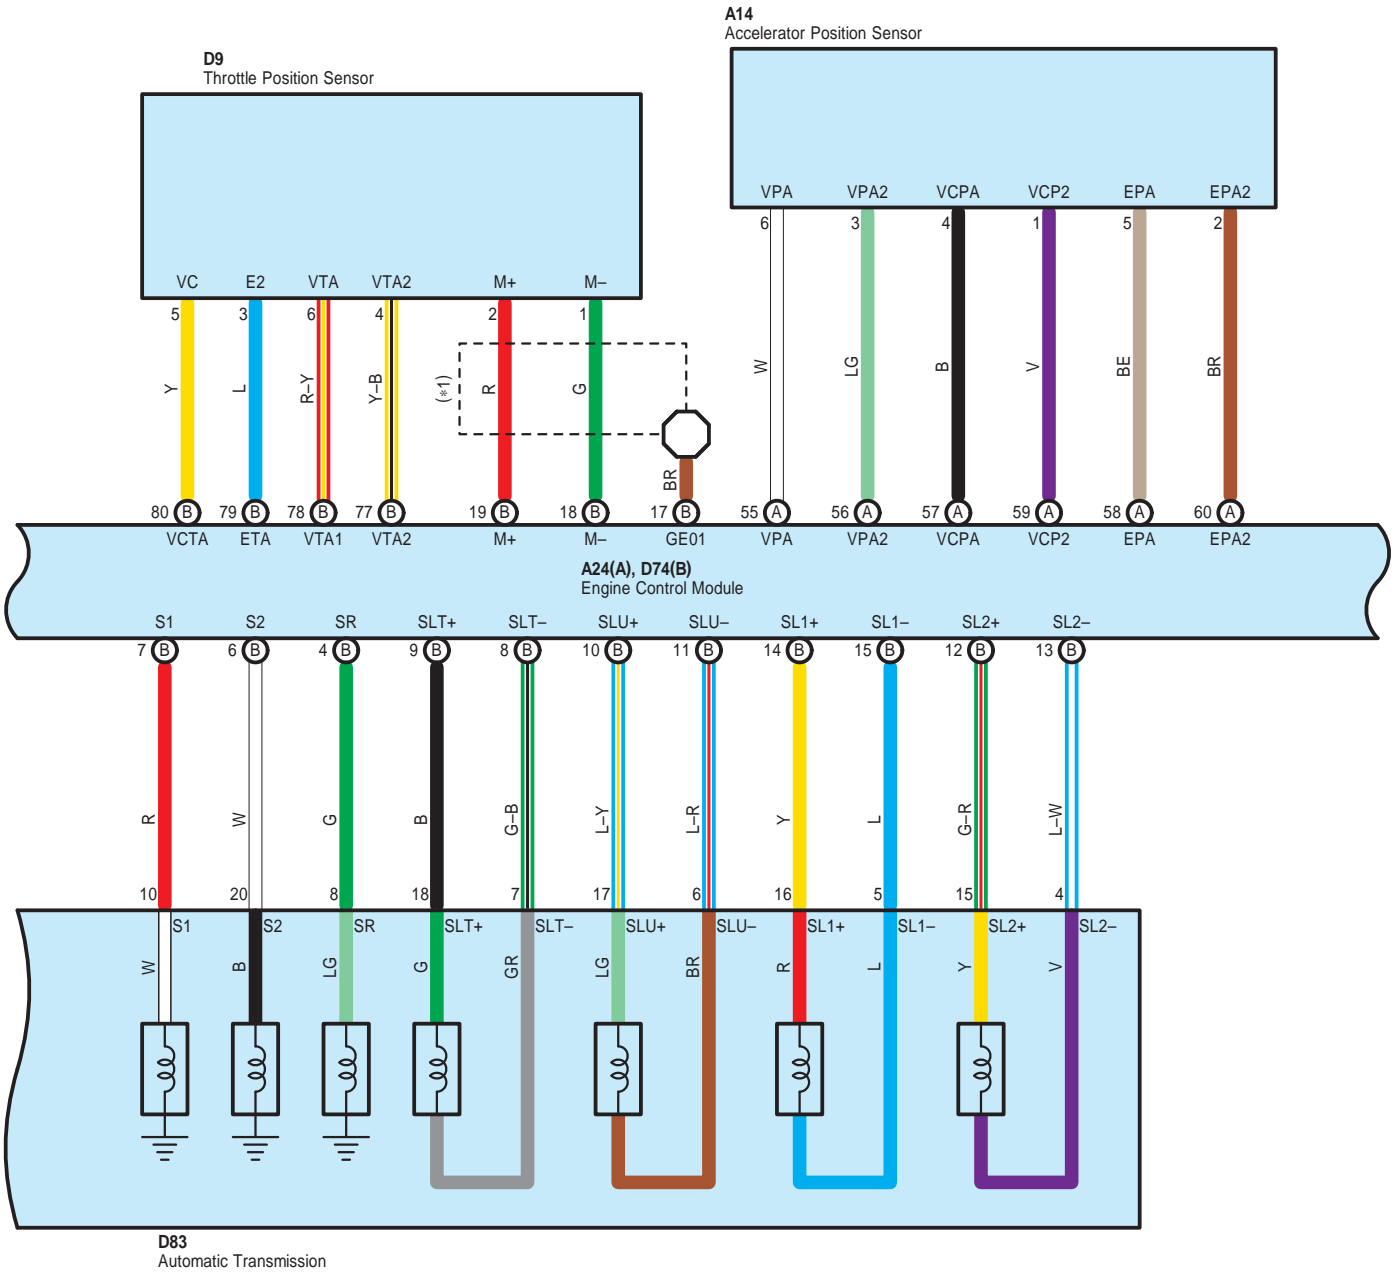 A14
Accelerator Position Sensor
D9
Throttle Position Sensor
VPA VPA2 VCPA VCP2 EPA EPA2
6 3 4 1 5 2
VC E2 VTA VTA2 M+ M–
5 3 6 4 2 1
Y L R–Y Y–B (*1) R G W LG B V BE BR
BR
80 B 79 B 78 B 77 B 19 B 18 B 17 B 55 A 56 A 57 A 59 A 58 A 60 A
VCTA ETA VTA1 VTA2 M+ M– GE01 VPA VPA2 VCPA VCP2 EPA EPA2
A24(A), D74(B)
Engine Control Module
S1 S2 SR SLT+ SLT– SLU+ SLU– SL1+ SL1– SL2+ SL2–
7 B 6 B 4 B 9 B 8 B 10 B 11 B 14 B 15 B 12 B 13 B
R W G B G–B L–Y L–R Y L G–R L–W
10 20 8 18 7 17 6 16 5 15 4
S1 S2 SR SLT+ SLT– SLU+ SLU– SL1+ SL1– SL2+ SL2–
W B LG G GR LG BR R L Y V
D83
Automatic Transmission